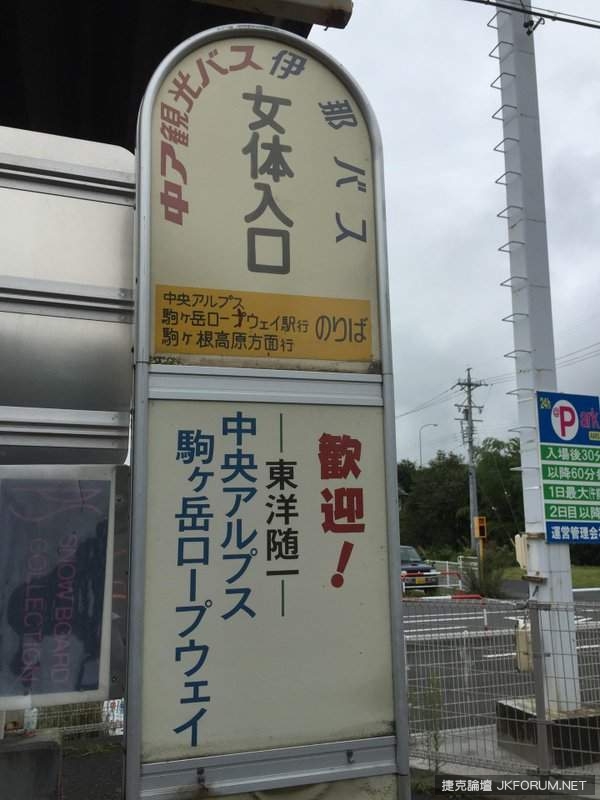 中ア観光バス
伊那バス
女体入口
中央アルプス
駒ヶ岳ロープウェイ駅行
駒ヶ根高原方面行
のりば
歓迎!
―東洋随一―
中央アルプス
駒ヶ岳ロープウェイ
SNOW BOARD
COLLECTION
24h
Park
入場後30分
以降60分
1日最大
2日目以降
運営管理会
捷克論壇 JKFORUM.NET